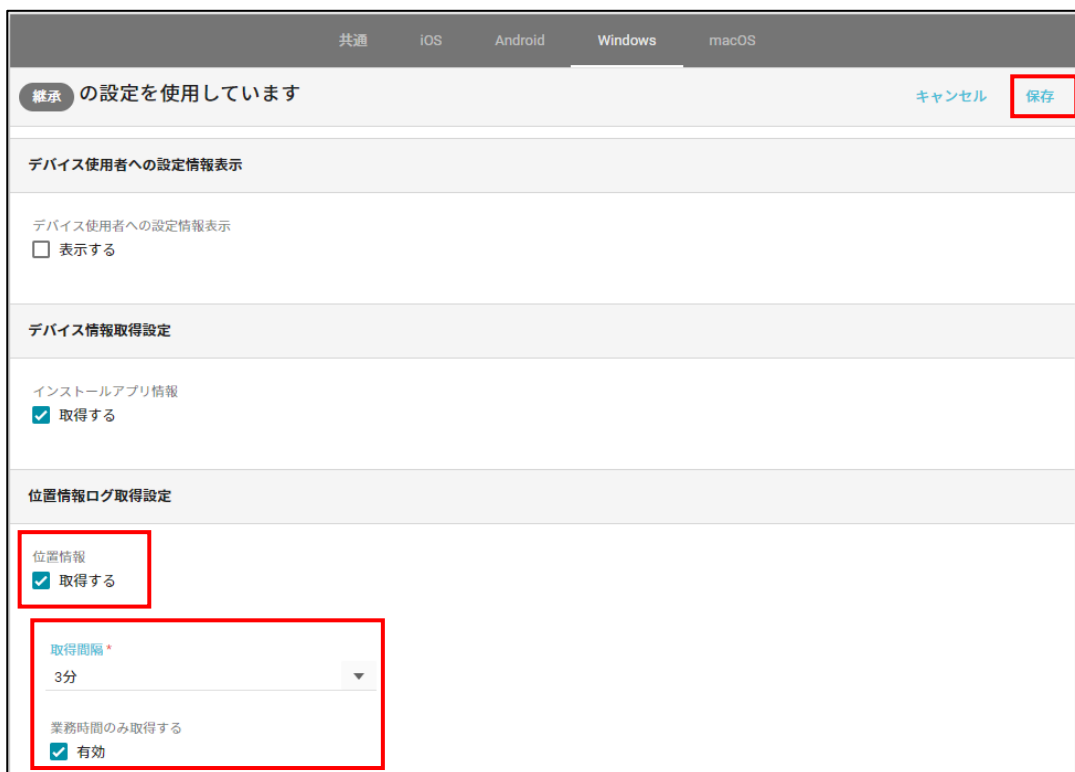 共通 iOS Android Windows macOS
継承 の設定を使用しています キャンセル 保存
デバイス使用者への設定情報表示
デバイス使用者への設定情報表示
表示する
デバイス情報取得設定
インストールアプリ情報
取得する
位置情報ログ取得設定
位置情報
取得する
取得間隔*
3分
業務時間のみ取得する
有効